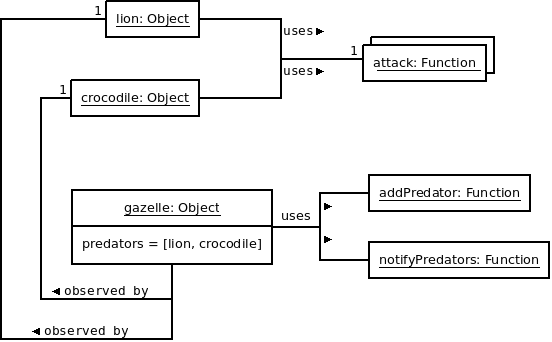 1
lion: Object
uses ►
1
attack: Function
uses ►
1
crocodile: Object
addPredator: Function
gazelle: Object
uses
predators = [lion, crocodile]
notifyPredators: Function
◄ observed by
◄ observed by